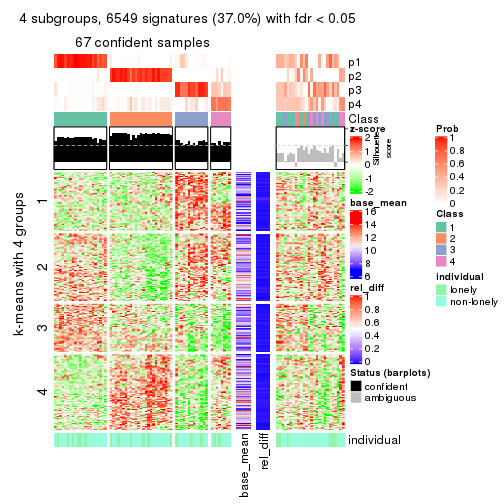 4 subgroups, 6549 signatures (37.0%) with fdr < 0.05
67 confident samples
p1
p2
p3
p4
Class
Silhouette
score
k-means with 4 groups
1
2
3
4
individual
base_mean
rel_diff
z-score
2
1
0
-1
-2
base_mean
16
14
12
10
8
6
rel_diff
1
0.8
0.6
0.4
0.2
0
Status (barplots)
confident
ambiguous
Prob
1
0.8
0.6
0.4
0.2
0
Class
1
2
3
4
individual
lonely
non-lonely